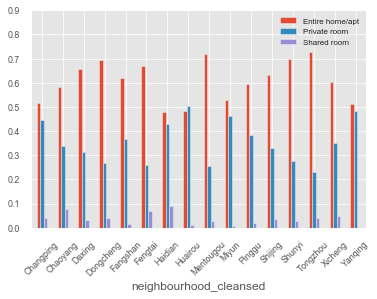 0.9
0.8
0.7
0.6
0.5
0.4
0.3
0.2
0.1
0.0
Entire home/apt
Private room
Shared room
Changping
Chaoyang
Daxing
Dongcheng
Fangshan
Fengtai
Haidian
Huairou
Mentougou
Miyun
Pinggu
Shijing
Shunyi
Tongzhou
Xicheng
Yanqing
neighbourhood_cleansed